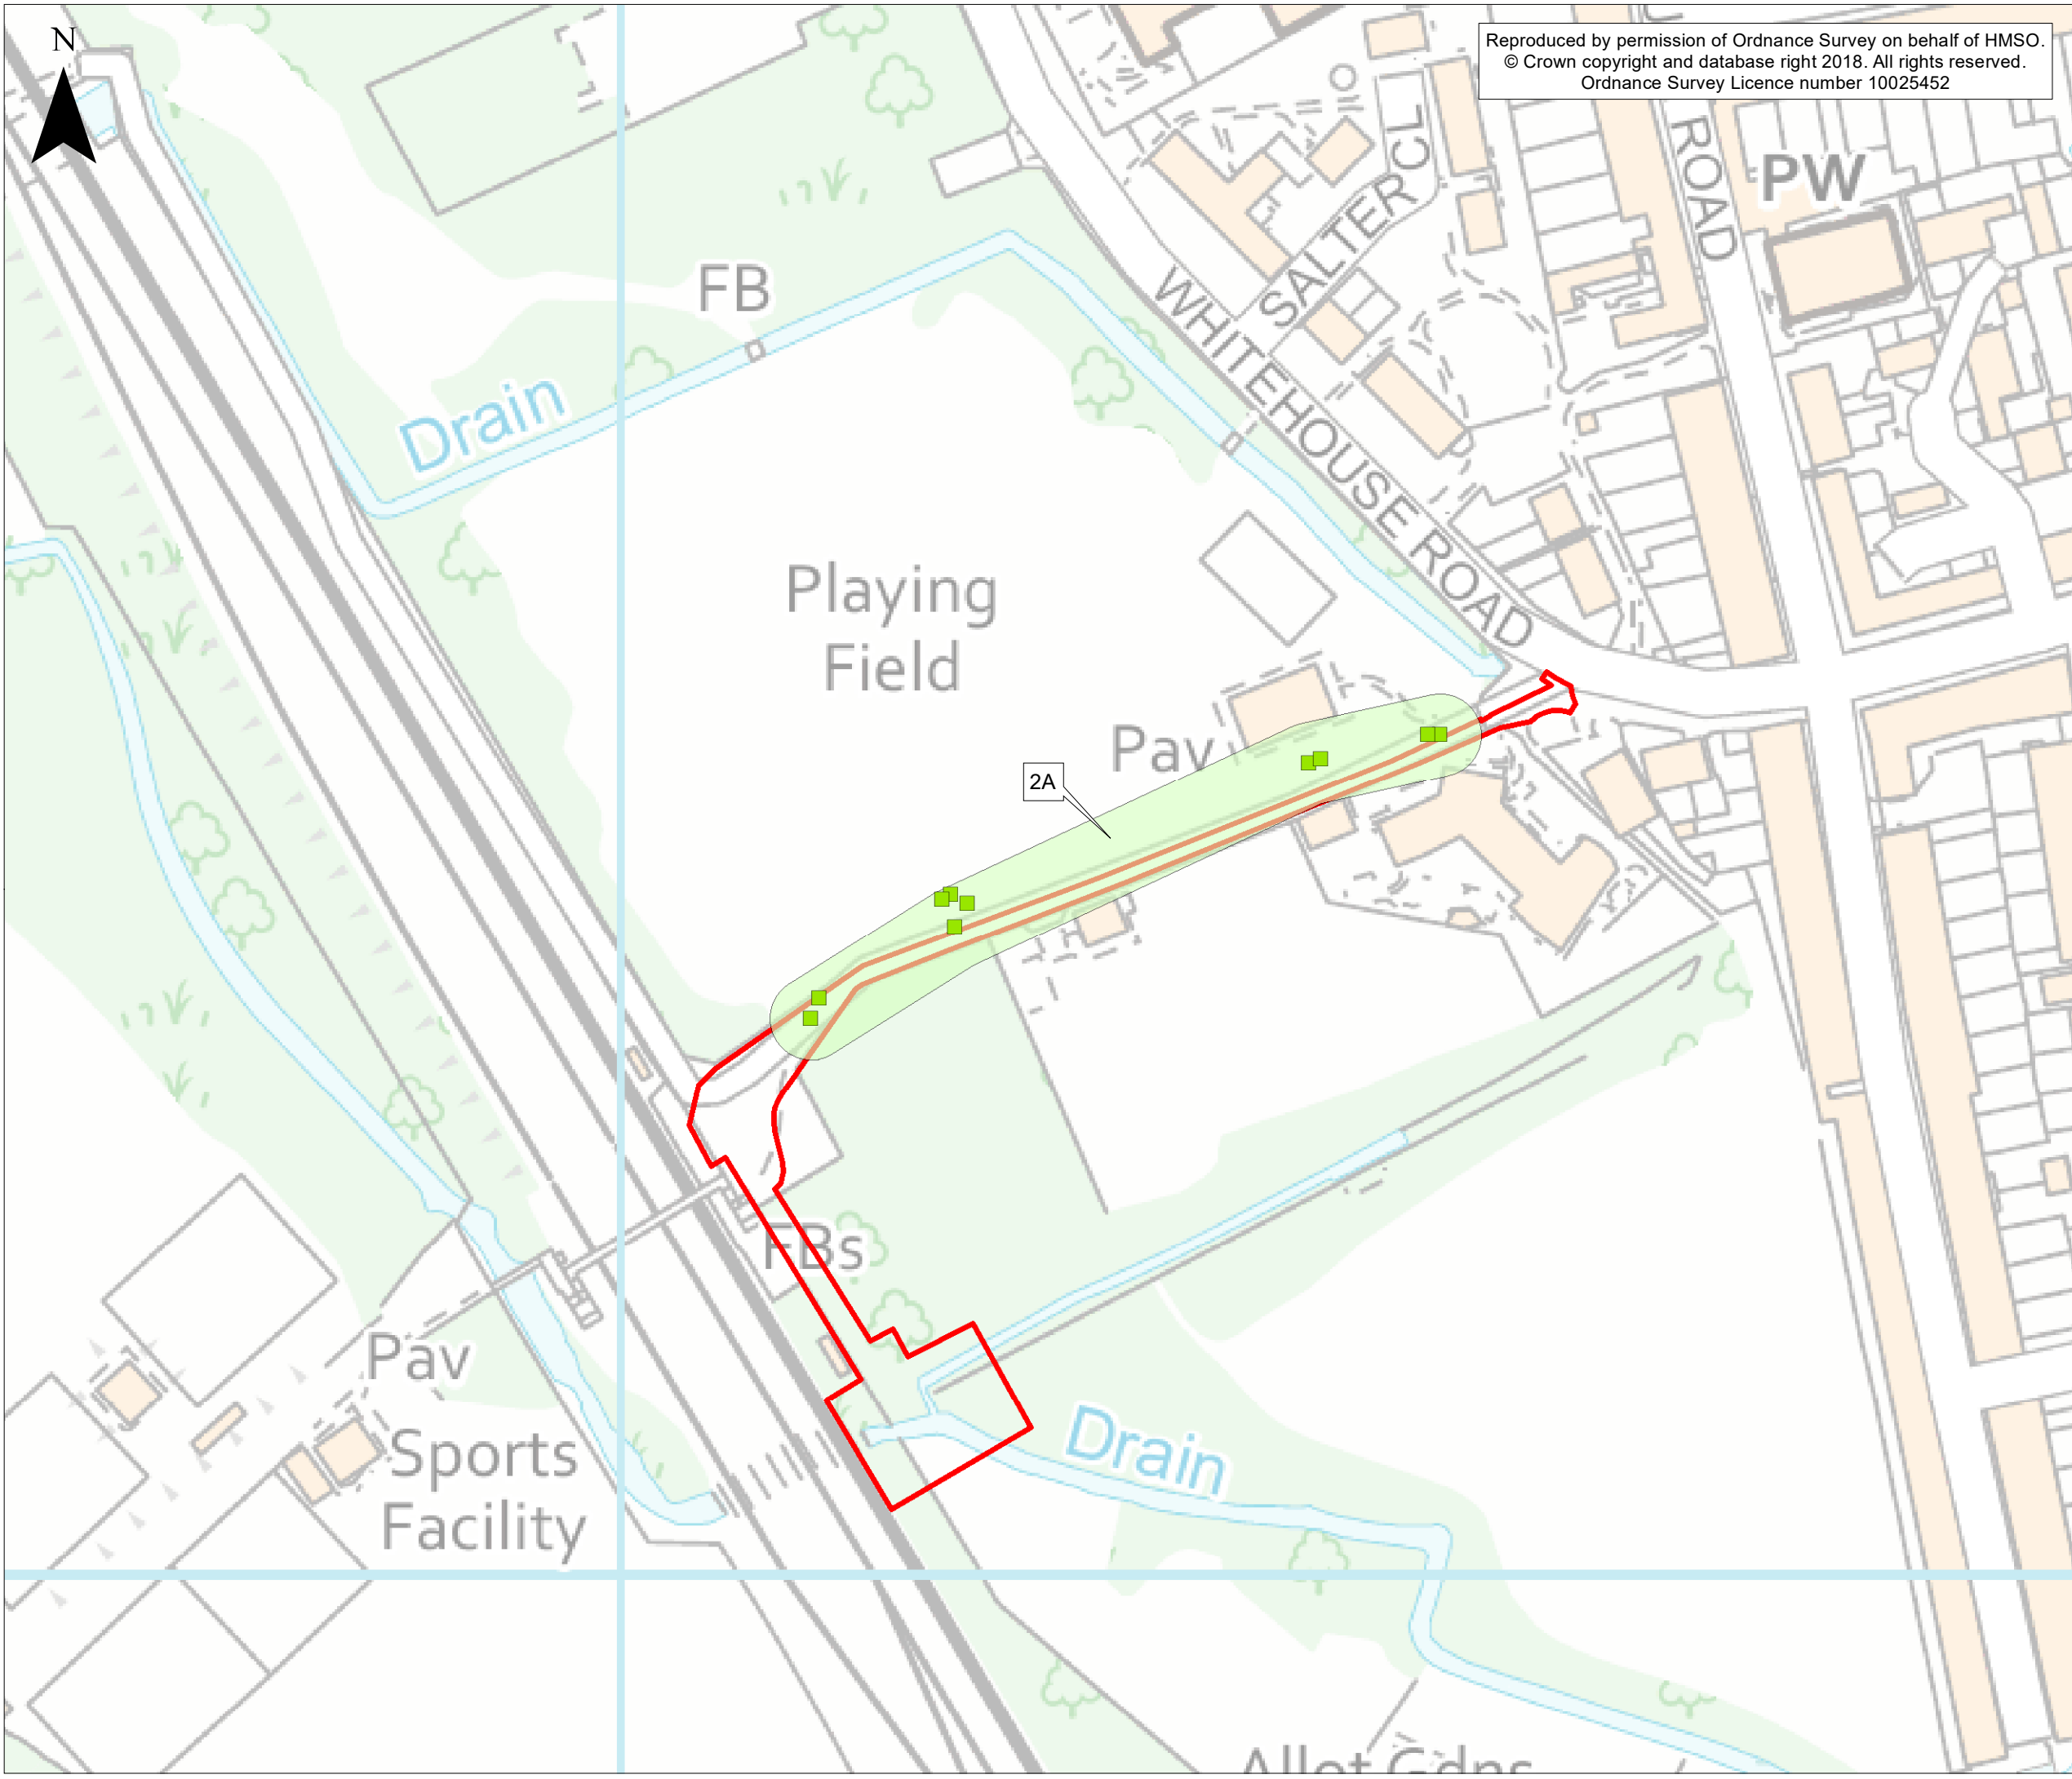 N
Reproduced by permission of Ordnance Survey on behalf of HMSO.
© Crown copyright and database right 2018. All rights reserved.
Ordnance Survey Licence number 10025452
SALTER CL
ROAD
PW
FB
WHITEHOUSE ROAD
Drain
Playing
Field
Pav
2A
FBs
Pav
Sports
Facility
Drain
Allot Gdns